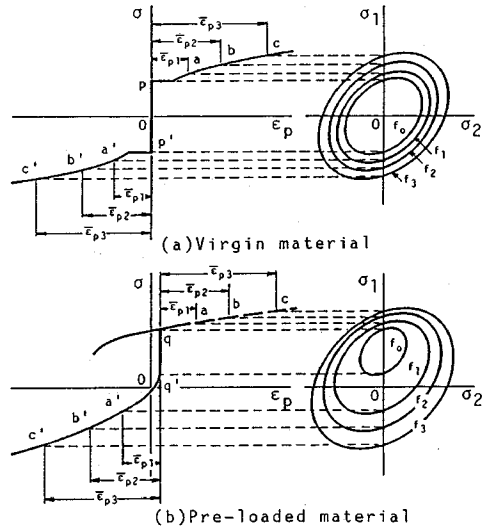 σ
ε̄p3
ε̄p2
ε̄p1
a
b
c
p
0
εp
p'
a'
b'
c'
ε̄p1
ε̄p2
ε̄p3
σ1
0
σ2
f0
f1
f2
f3
(a)Virgin material
σ
ε̄p3
ε̄p2
ε̄p1
a
b
c
q
0
εp
q'
a'
b'
c'
ε̄p1
ε̄p2
ε̄p3
σ1
0
σ2
f0
f1
f2
f3
(b)Pre-loaded material